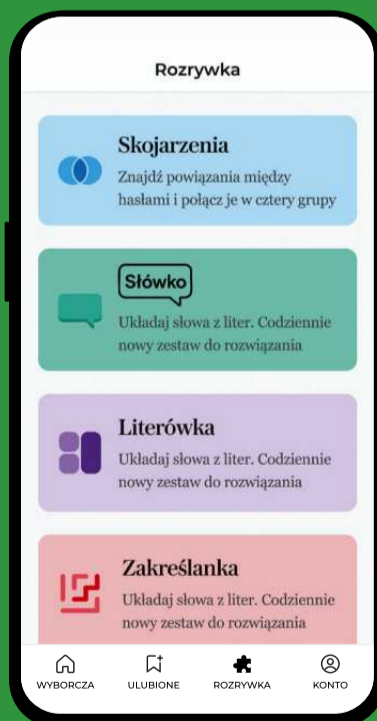 Rozrywka
Skojarzenia
Znajdź powiązania między
hasłami i połącz je w cztery grupy
Słówko
Układaj słowa z liter. Codziennie
nowy zestaw do rozwiązania
Literówka
Układaj słowa z liter. Codziennie
nowy zestaw do rozwiązania
Zakreślanka
Układaj słowa z liter. Codziennie
nowy zestaw do rozwiązania
WYBORCZA ULUBIONE ROZRYWKA KONTO